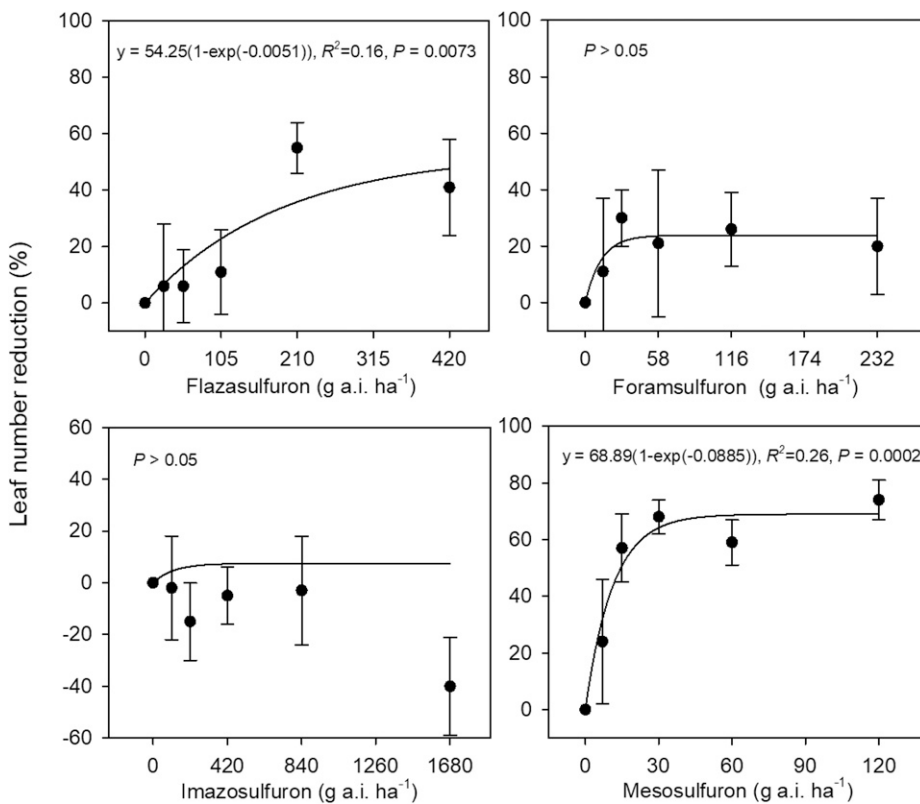 Leaf number reduction (%)
100
80
60
40
20
0
y = 54.25(1-exp(-0.0051)), R²=0.16, P = 0.0073
0 105 210 315 420
Flazasulfuron (g a.i. ha⁻¹)
100
80
60
40
20
0
P > 0.05
0 58 116 174 232
Foramsulfuron (g a.i. ha⁻¹)
60
40
20
0
-20
-40
-60
P > 0.05
0 420 840 1260 1680
Imazosulfuron (g a.i. ha⁻¹)
100
80
60
40
20
0
y = 68.89(1-exp(-0.0885)), R²=0.26, P = 0.0002
0 30 60 90 120
Mesosulfuron (g a.i. ha⁻¹)